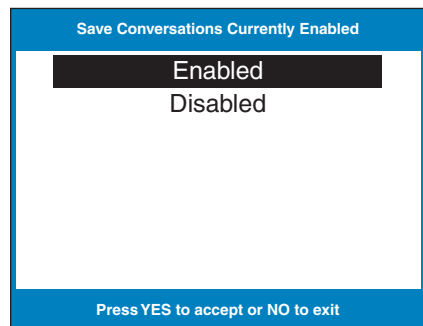 Save Conversations Currently Enabled
Enabled
Disabled
Press YES to accept or NO to exit